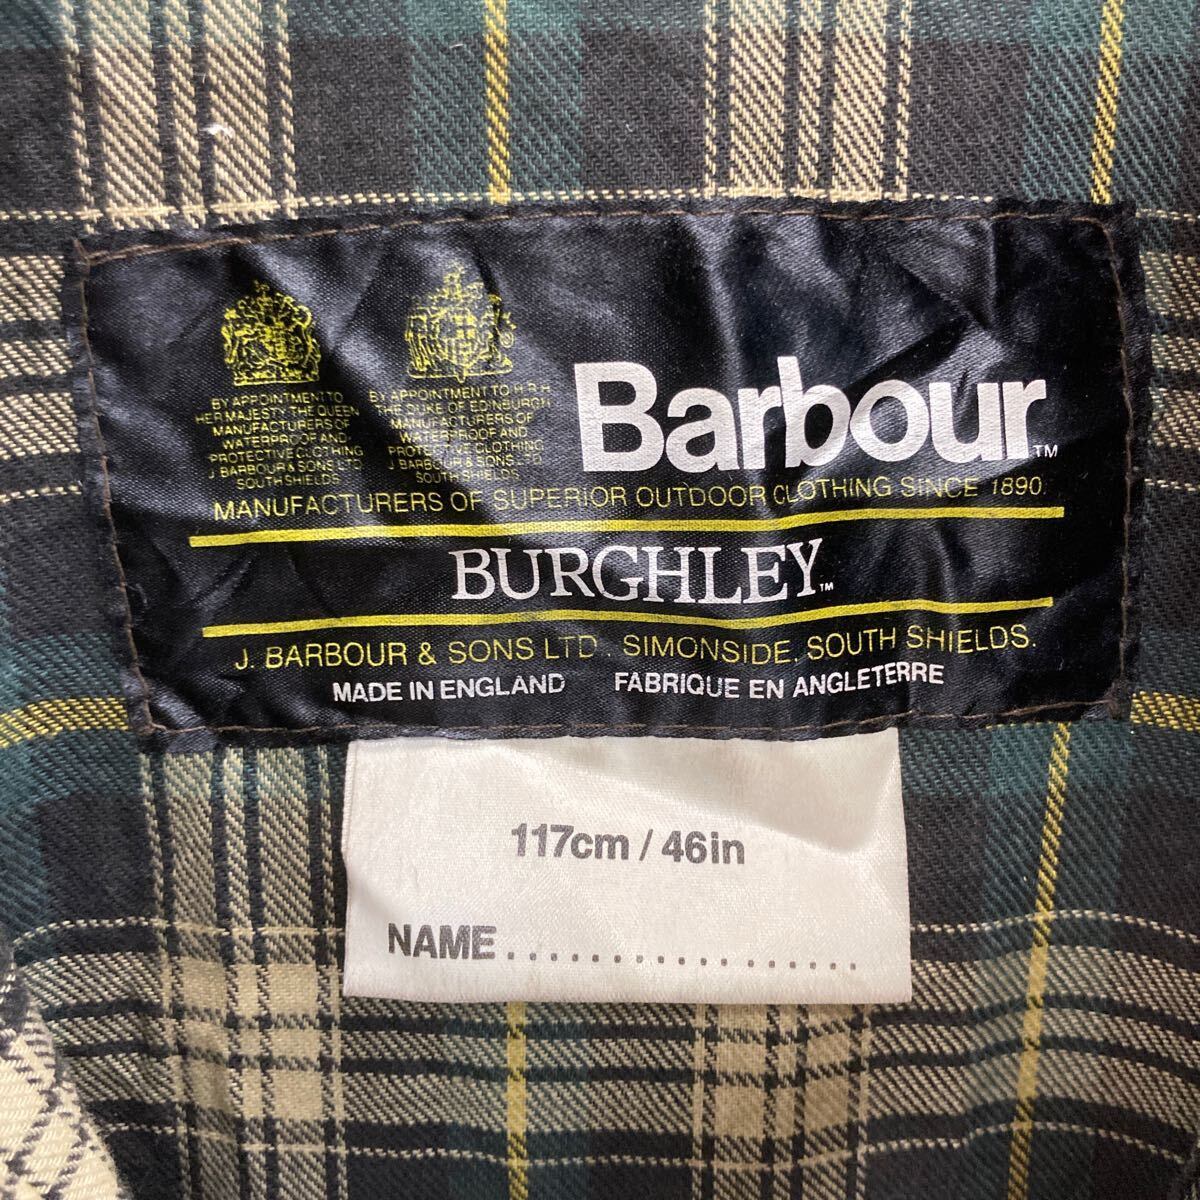 BY APPOINTMENT TO
HER MAJESTY THE QUEEN
MANUFACTURERS OF
WATERPROOF AND
PROTECTIVE CLOTHING
J. BARBOUR & SONS LTD
SOUTH SHIELDS
BY APPOINTMENT TO H.R.H
THE DUKE OF EDINBURGH
MANUFACTURERS OF
WATERPROOF AND
PROTECTIVE CLOTHING
J. BARBOUR & SONS LTD
SOUTH SHIELDS
Barbour™
MANUFACTURERS OF SUPERIOR OUTDOOR CLOTHING SINCE 1890.
BURGHLEY™
J. BARBOUR & SONS LTD. SIMONSIDE. SOUTH SHIELDS.
MADE IN ENGLAND FABRIQUE EN ANGLETERRE
117cm / 46in
NAME..................